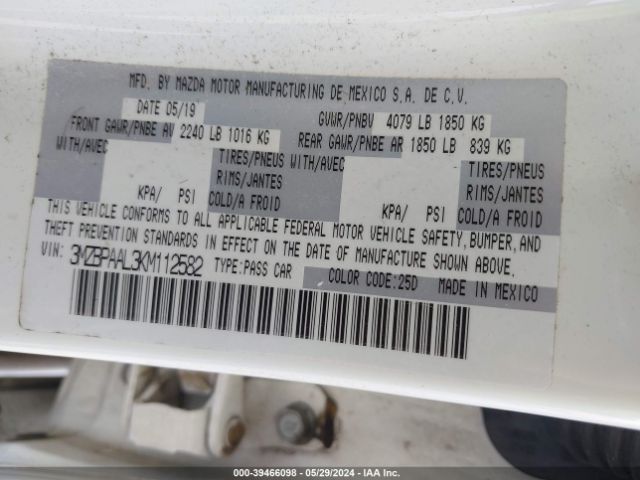 MFD. BY MAZDA MOTOR MANUFACTURING DE MEXICO S.A. DE C.V.
DATE 05/19 GVWR/PNBV 4079 LB 1850 KG
FRONT GAWR/PNBE AV 2240 LB 1016 KG REAR GAWR/PNBE AR 1850 LB 839 KG
WITH/AVEC TIRES/PNEUS WITH/AVEC TIRES/PNEUS
RIMS/JANTES RIMS/JANTES
KPA/ PSI COLD/A FROID KPA/ PSI COLD/A FROID
THIS VEHICLE CONFORMS TO ALL APPLICABLE FEDERAL MOTOR VEHICLE SAFETY, BUMPER, AND
THEFT PREVENTION STANDARDS IN EFFECT ON THE DATE OF MANUFACTURE SHOWN ABOVE.
VIN: 3MZBPAAL3KM112582 TYPE:PASS CAR COLOR CODE:25D MADE IN MEXICO
000-39466098 - 05/29/2024 - IAA Inc.